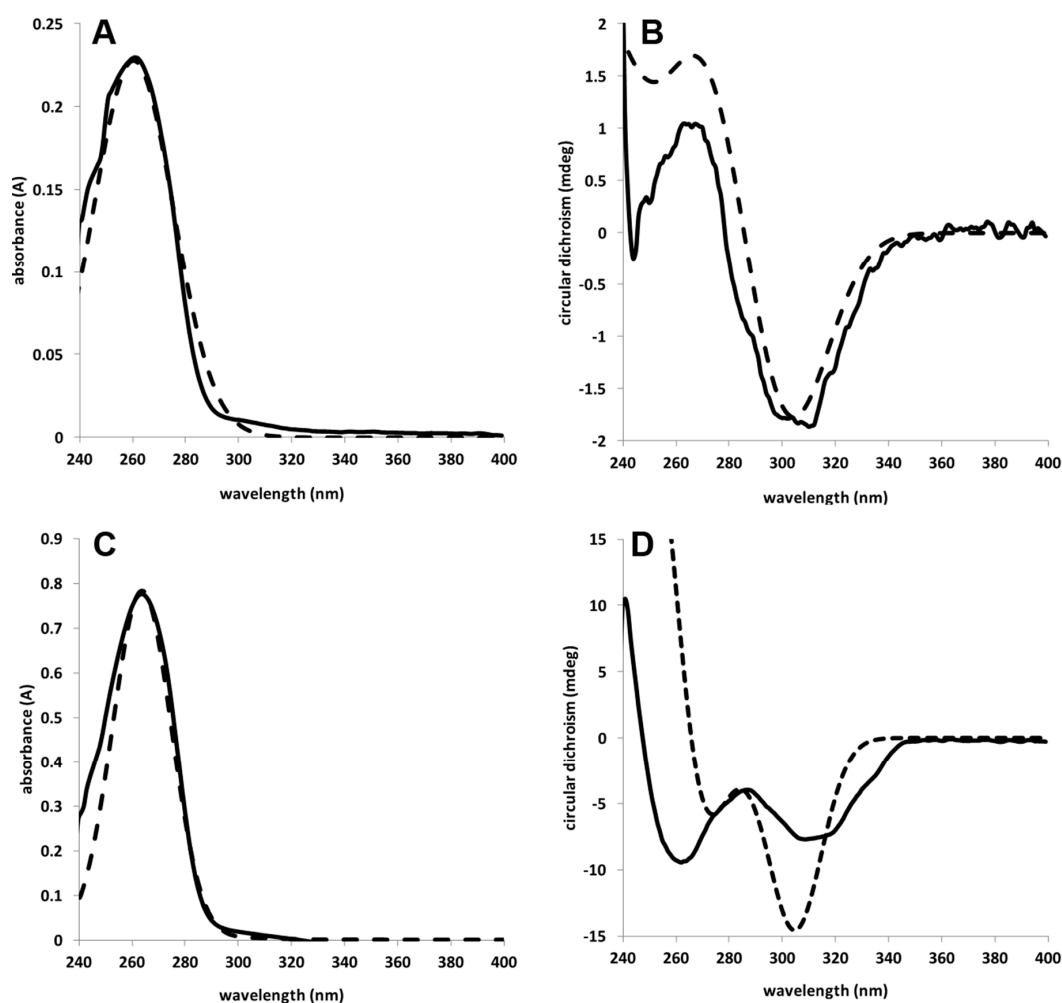 A
absorbance (A)
0.25
0.2
0.15
0.1
0.05
0
240 260 280 300 320 340 360 380 400
wavelength (nm)
B
circular dichroism (mdeg)
2
1.5
1
0.5
0
-0.5
-1
-1.5
-2
240 260 280 300 320 340 360 380 400
wavelength (nm)
C
absorbance (A)
0.9
0.8
0.7
0.6
0.5
0.4
0.3
0.2
0.1
0
240 260 280 300 320 340 360 380 400
wavelength (nm)
D
circular dichroism (mdeg)
15
10
5
0
-5
-10
-15
240 260 280 300 320 340 360 380 400
wavelength (nm)